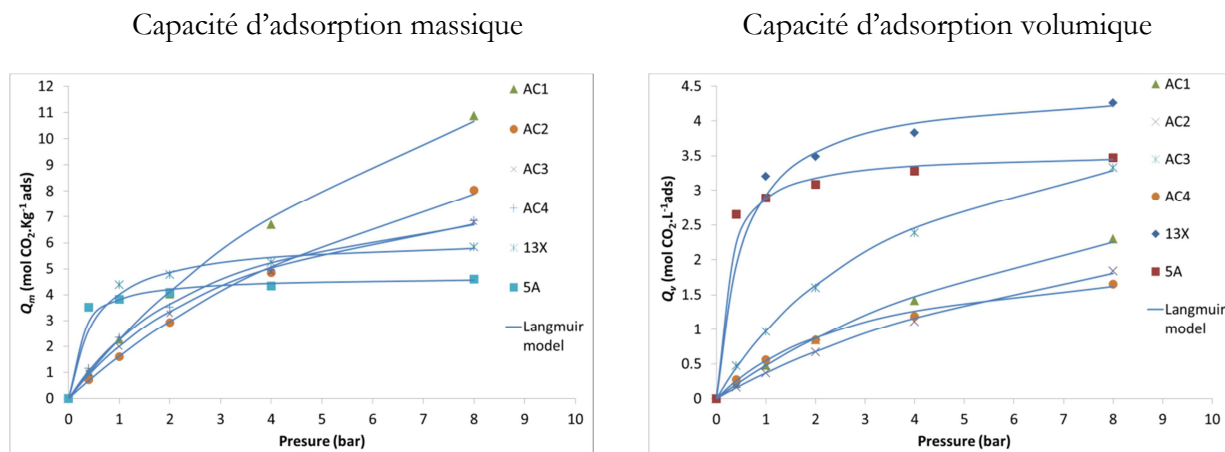 Capacité d’adsorption massique
Capacité d’adsorption volumique
12
11
10
9
8
7
6
5
4
3
2
1
0
Qm (mol CO2.Kg-1 ads)
0 1 2 3 4 5 6 7 8 9 10
Presure (bar)
AC1
AC2
AC3
AC4
13X
5A
Langmuir
model
4.5
4
3.5
3
2.5
2
1.5
1
0.5
0
Qv (mol CO2.L-1ads)
0 1 2 3 4 5 6 7 8 9 10
Pressure (bar)
AC1
AC2
AC3
AC4
13X
5A
Langmuir
model